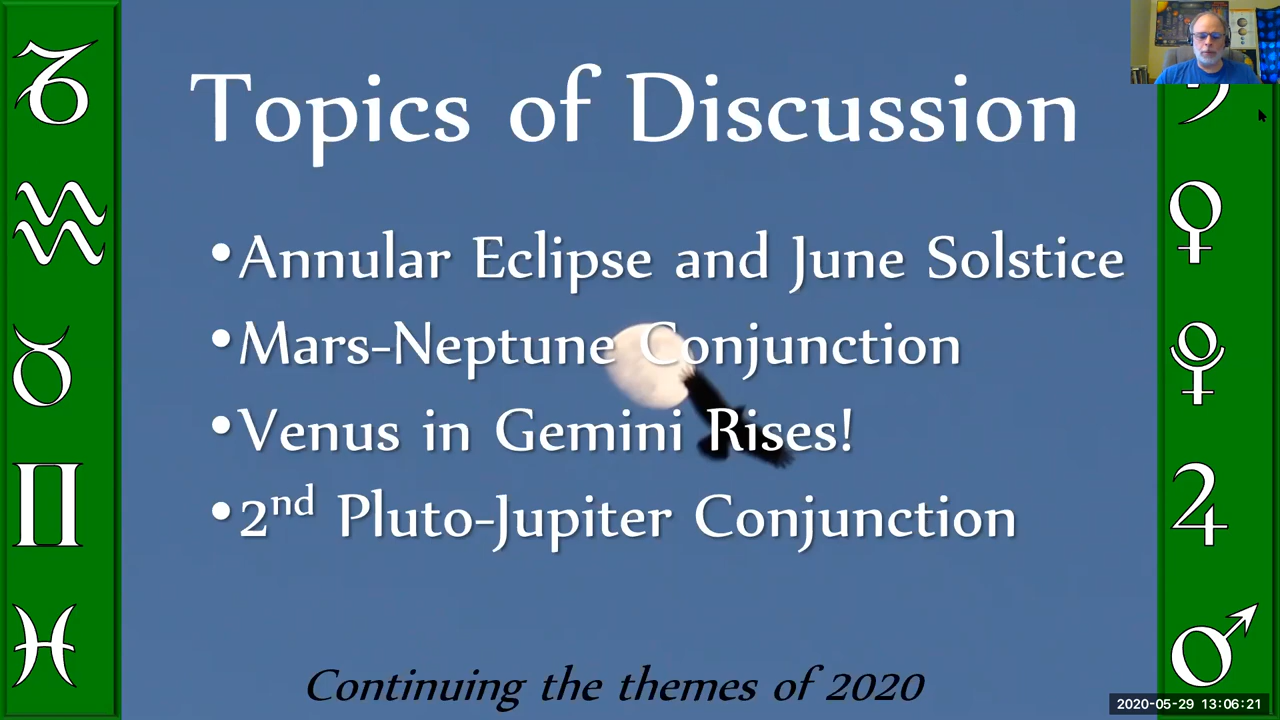 Topics of Discussion
•Annular Eclipse and June Solstice
•Mars-Neptune Conjunction
•Venus in Gemini Rises!
•2nd Pluto-Jupiter Conjunction
Continuing the themes of 2020
2020-05-29 13:06:21